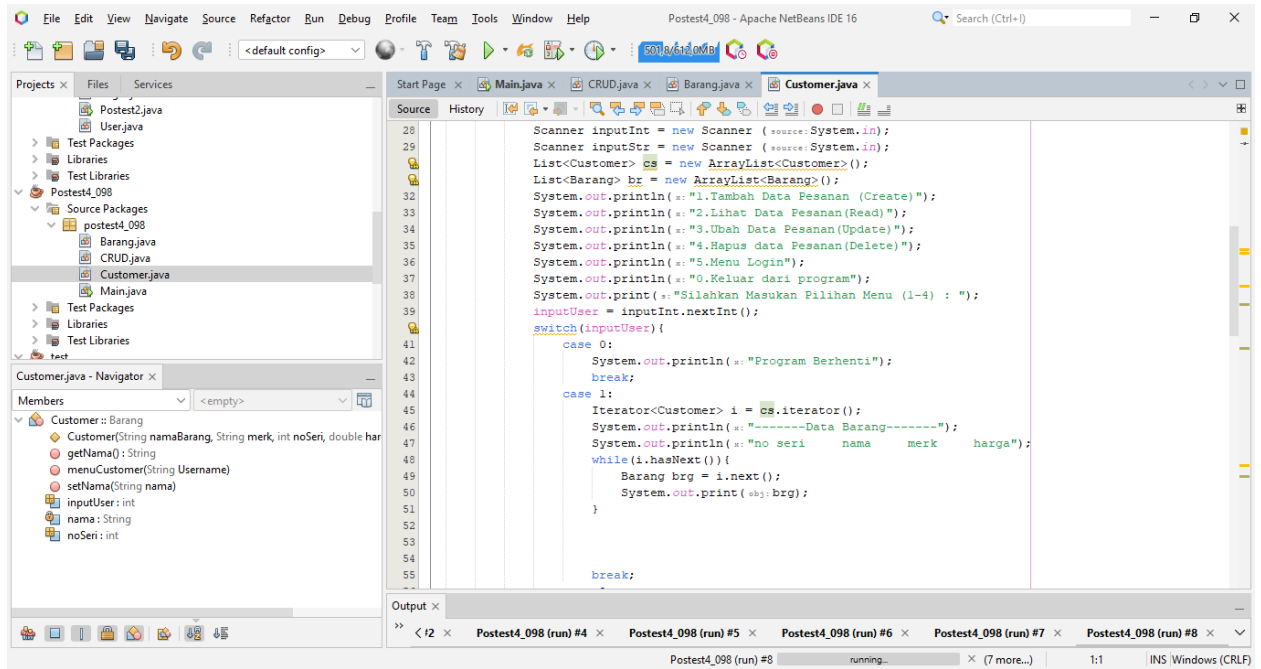 File Edit View Navigate Source Refactor Run Debug Profile Team Tools Window Help Postest4_098 - Apache NetBeans IDE 16 Search (Ctrl+I)
<default config> 501,8/612,0MB
Projects Files Services
Postest2.java
User.java
Test Packages
Libraries
Test Libraries
Postest4_098
Source Packages
postest4_098
Barang.java
CRUD.java
Customer.java
Main.java
Test Packages
Libraries
Test Libraries
test
Customer.java - Navigator
Members <empty>
Customer :: Barang
Customer(String namaBarang, String merk, int noSeri, double har
getNama() : String
menuCustomer(String Username)
setNama(String nama)
inputUser : int
nama : String
noSeri : int
Start Page Main.java CRUD.java Barang.java Customer.java
Source History
28 Scanner inputInt = new Scanner ( source: System.in);
29 Scanner inputStr = new Scanner ( source: System.in);
List<Customer> cs = new ArrayList<Customer>();
List<Barang> br = new ArrayList<Barang>();
32 System.out.println( x: "1.Tambah Data Pesanan (Create)");
33 System.out.println( x: "2.Lihat Data Pesanan(Read)");
34 System.out.println( x: "3.Ubah Data Pesanan(Update)");
35 System.out.println( x: "4.Hapus data Pesanan(Delete)");
36 System.out.println( x: "5.Menu Login");
37 System.out.println( x: "0.Keluar dari program");
38 System.out.print( s: "Silahkan Masukan Pilihan Menu (1-4) : ");
39 inputUser = inputInt.nextInt();
switch(inputUser){
41 case 0:
42 System.out.println( x: "Program Berhenti");
43 break;
44 case 1:
45 Iterator<Customer> i = cs.iterator();
46 System.out.println( x: "-------Data Barang-------");
47 System.out.println( x: "no seri nama merk harga");
48 while(i.hasNext()){
49 Barang brg = i.next();
50 System.out.print( obj: brg);
51 }
52
53
54
55 break;
Output
Postest4_098 (run) #4 Postest4_098 (run) #5 Postest4_098 (run) #6 Postest4_098 (run) #7 Postest4_098 (run) #8
Postest4_098 (run) #8 running... (7 more...) 1:1 INS Windows (CRLF)